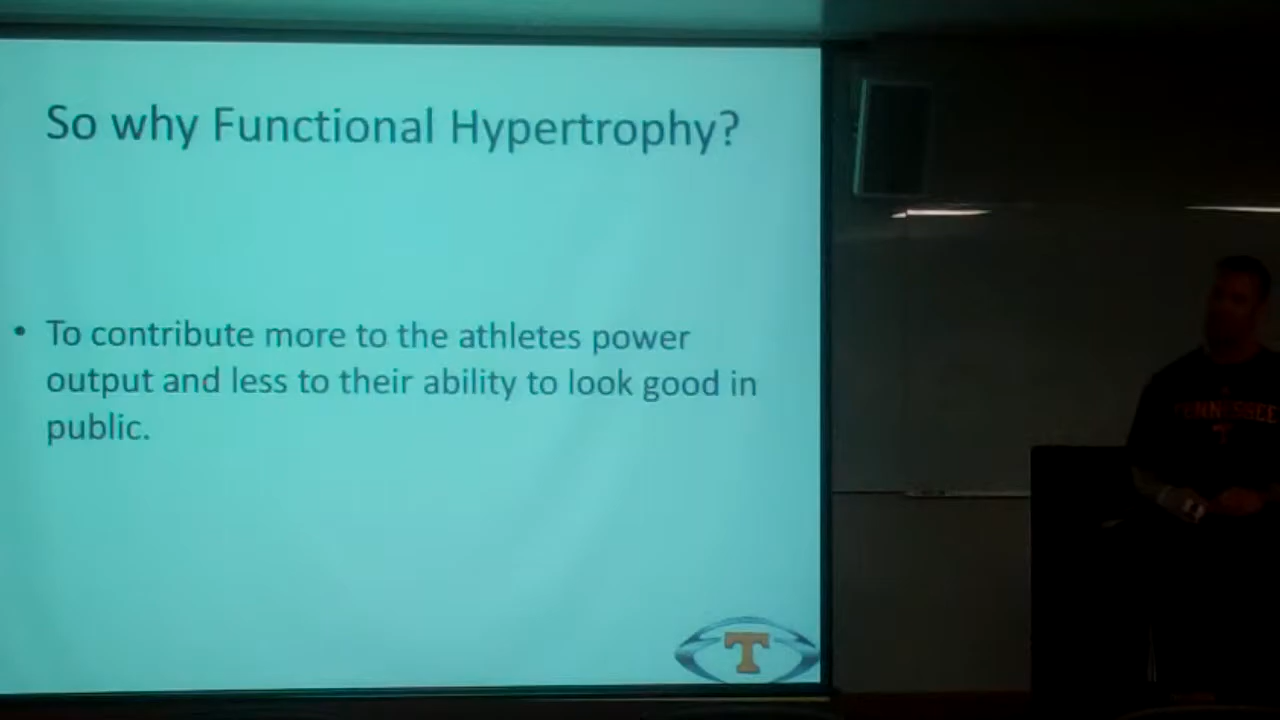 So why Functional Hypertrophy?
• To contribute more to the athletes power
output and less to their ability to look good in
public.
T
TENNESSEE
T